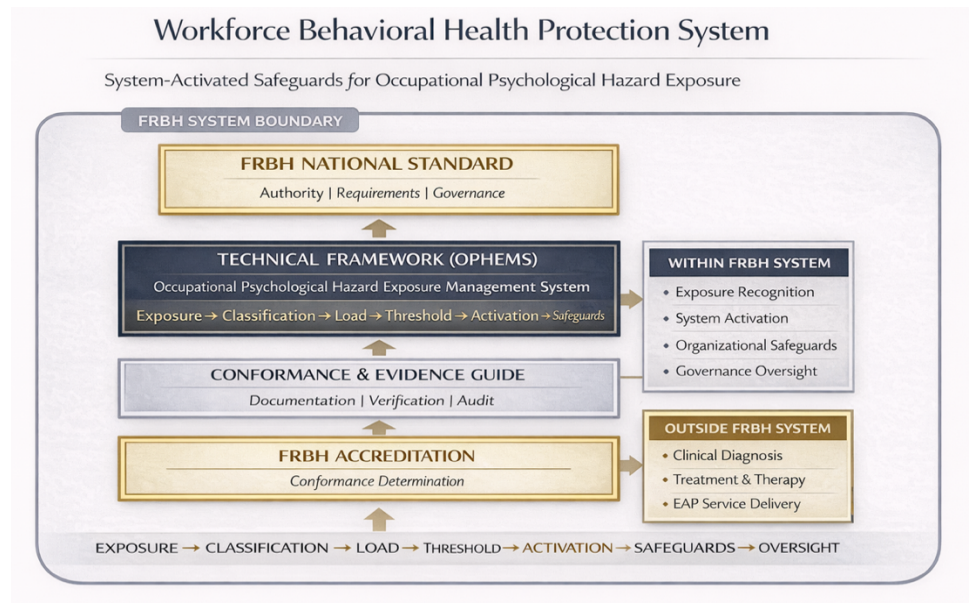 Workforce Behavioral Health Protection System
System-Activated Safeguards for Occupational Psychological Hazard Exposure
FRBH SYSTEM BOUNDARY
FRBH NATIONAL STANDARD
Authority | Requirements | Governance
TECHNICAL FRAMEWORK (OPHEMS)
Occupational Psychological Hazard Exposure Management System
Exposure → Classification → Load → Threshold → Activation → Safeguards
WITHIN FRBH SYSTEM
• Exposure Recognition
• System Activation
• Organizational Safeguards
• Governance Oversight
CONFORMANCE & EVIDENCE GUIDE
Documentation | Verification | Audit
FRBH ACCREDITATION
Conformance Determination
OUTSIDE FRBH SYSTEM
• Clinical Diagnosis
• Treatment & Therapy
• EAP Service Delivery
EXPOSURE → CLASSIFICATION → LOAD → THRESHOLD → ACTIVATION → SAFEGUARDS → OVERSIGHT